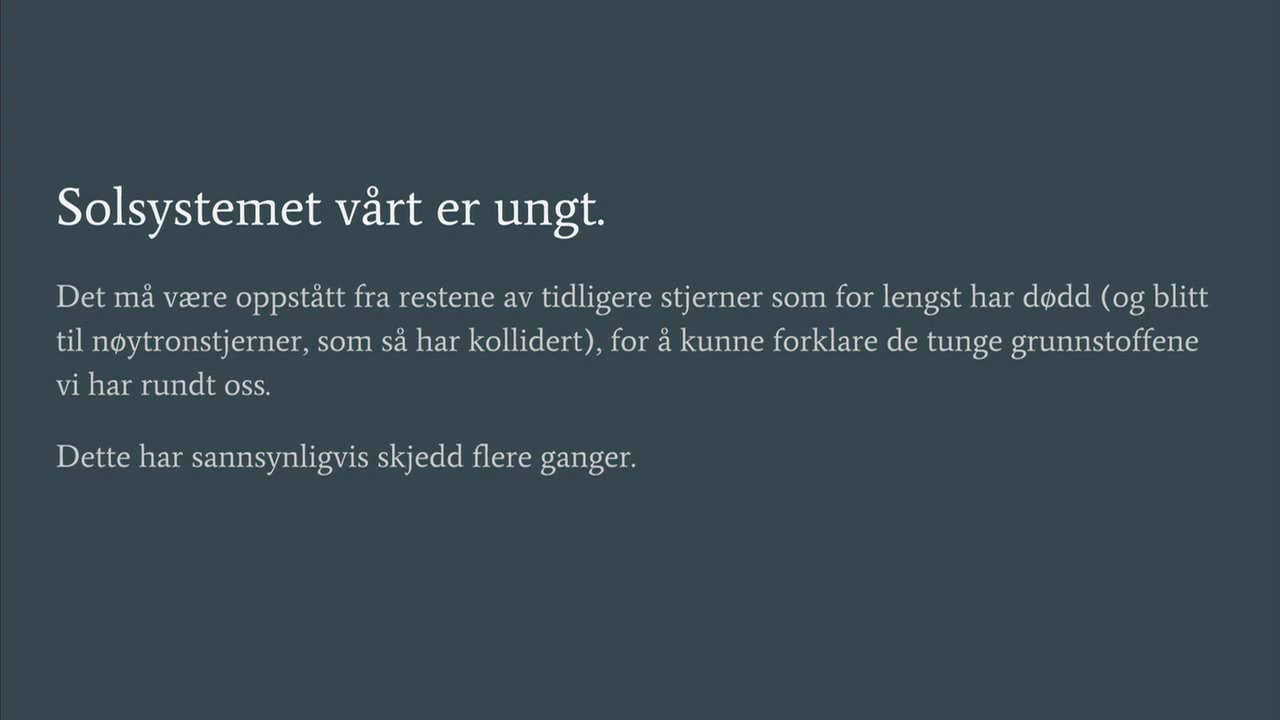 Solsystemet vårt er ungt.
Det må være oppstått fra restene av tidligere stjerner som for lengst har dødd (og blitt
til nøytronstjerner, som så har kollidert), for å kunne forklare de tunge grunnstoffene
vi har rundt oss.
Dette har sannsynligvis skjedd flere ganger.